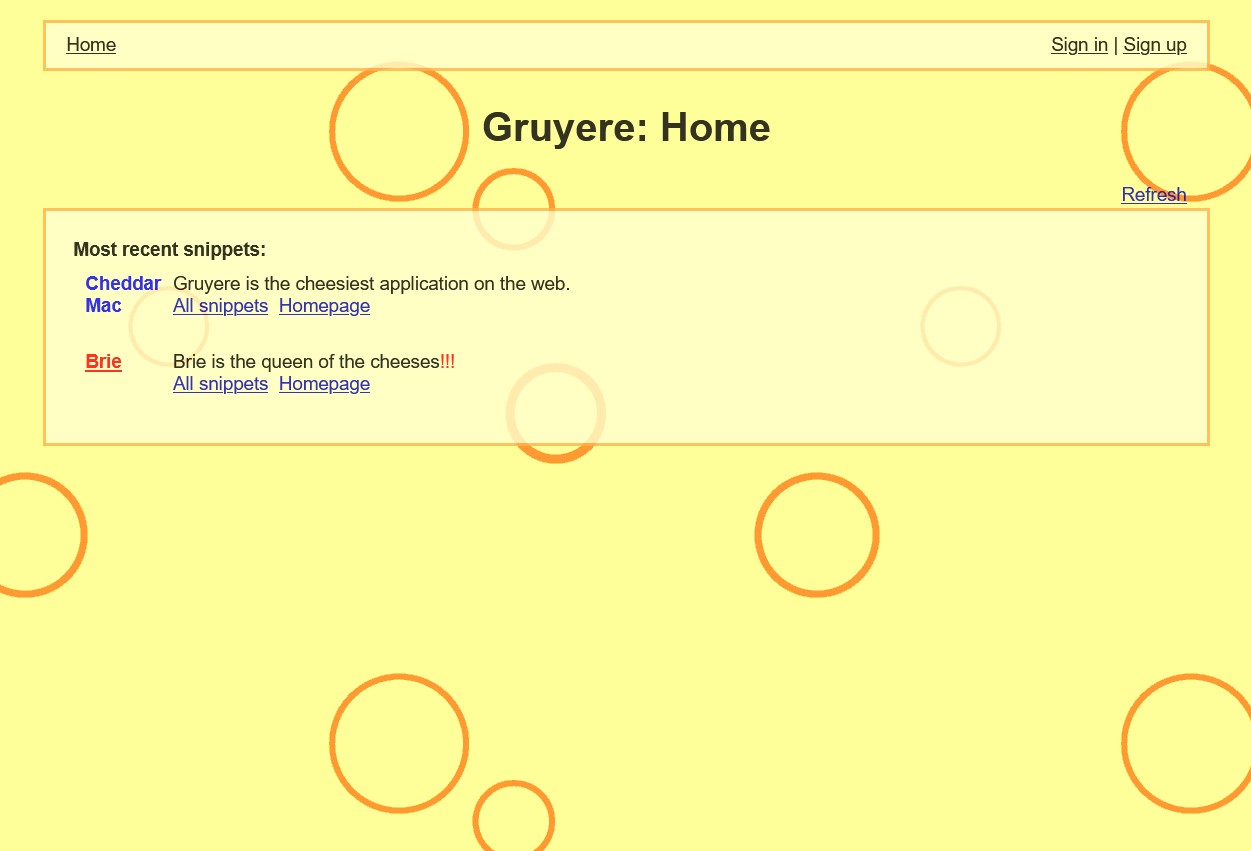 Home Sign in | Sign up
Gruyere: Home
Refresh
Most recent snippets:
Cheddar Gruyere is the cheesiest application on the web.
Mac All snippets Homepage
Brie Brie is the queen of the cheeses!!!
All snippets Homepage